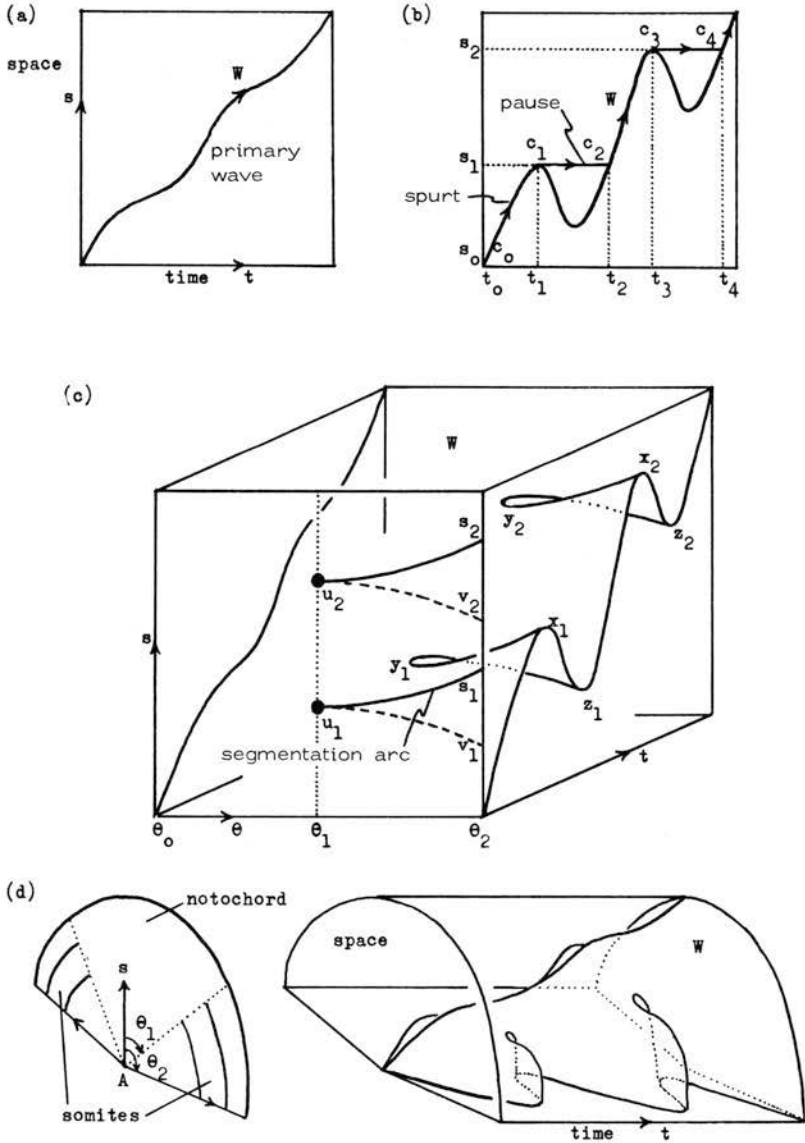 (a)
space
s
W
primary
wave
time t
(b)
s₂
s₁
s₀
c₃ c₄
W
pause
c₁ c₂
spurt
c₀
t₀ t₁ t₂ t₃ t₄
(c)
W
s
x₂
y₂
z₂
s₂
u₂
v₂
x₁
y₁
s₁
z₁
u₁
v₁
segmentation arc
t
θ₀ θ θ₁ θ₂
(d)
notochord
s
θ₁
θ₂
A
somites
space
W
time t